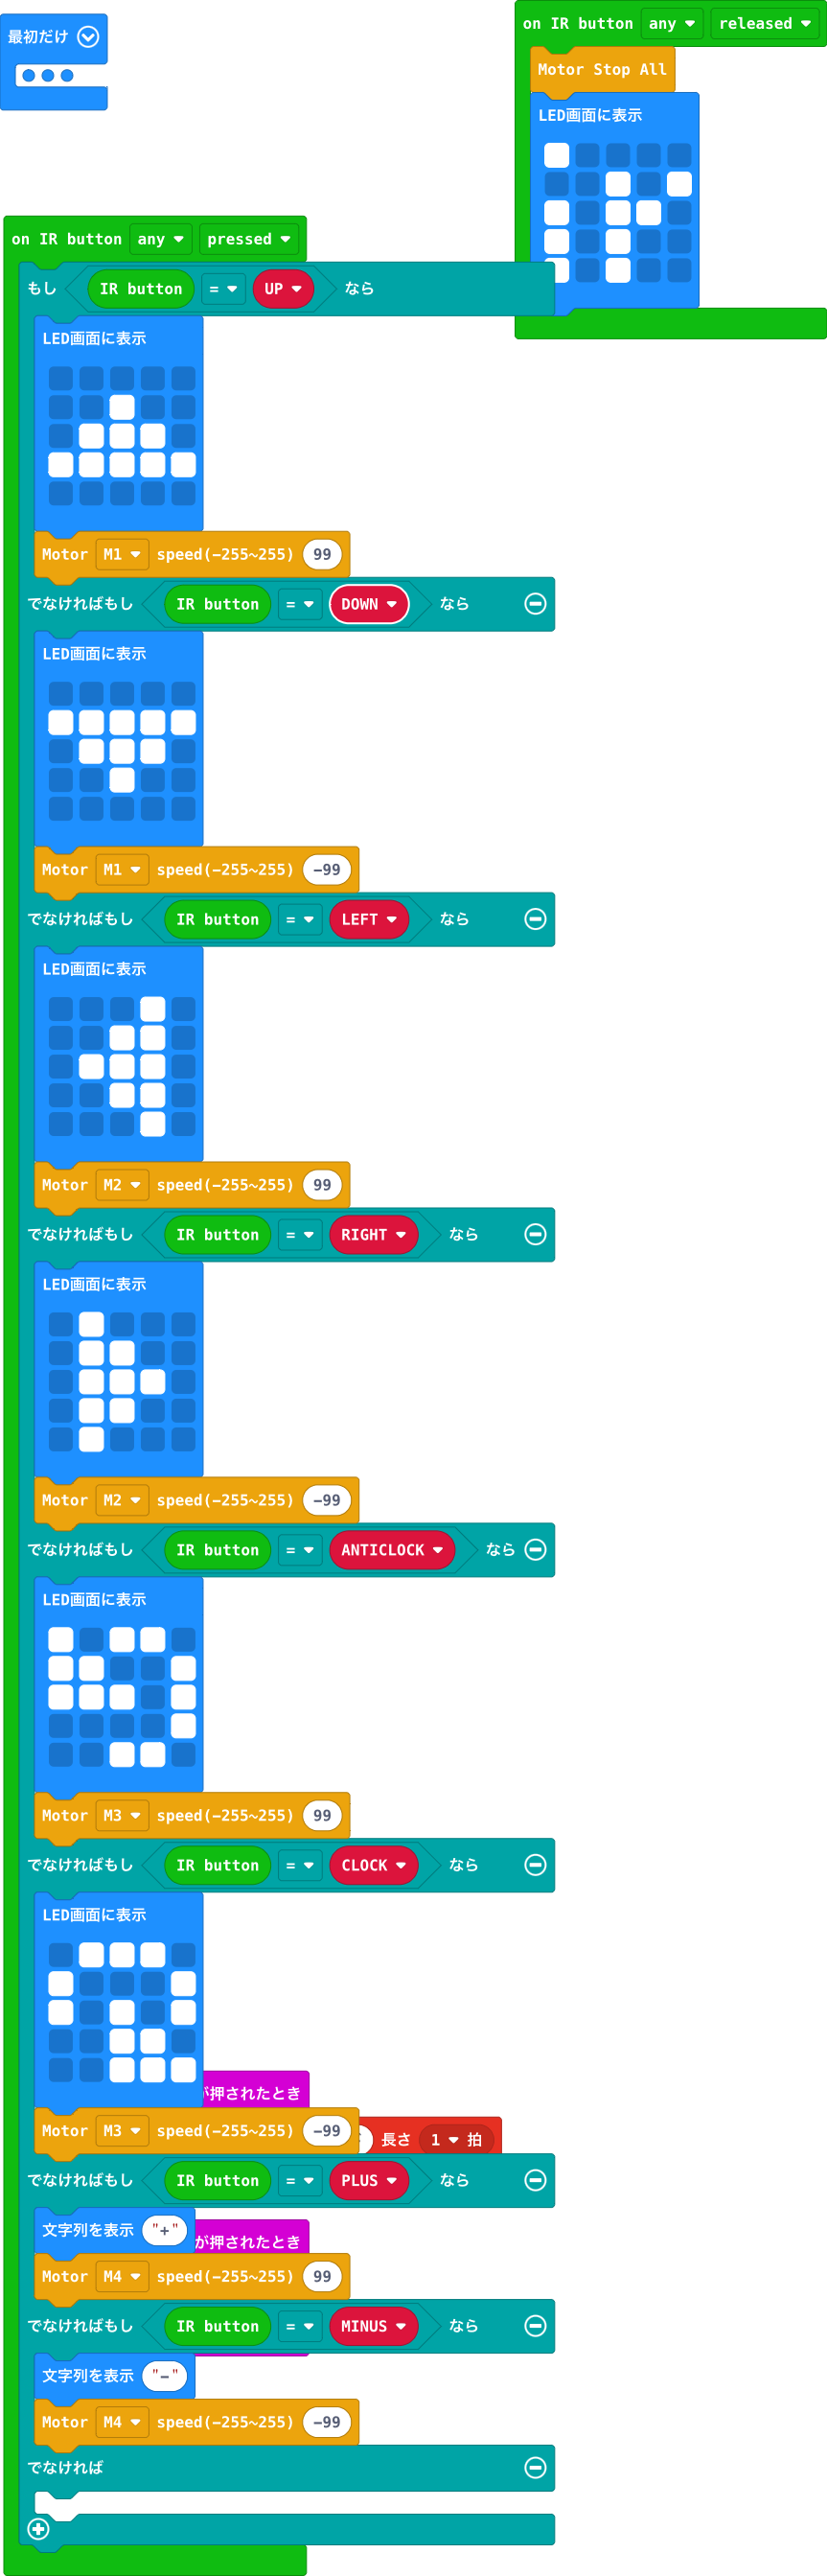 最初だけ
on IR button any released
Motor Stop All
LED画面に表示
on IR button any pressed
もし IR button = UP なら
LED画面に表示
Motor M1 speed(-255~255) 99
でなければもし IR button = DOWN なら
LED画面に表示
Motor M1 speed(-255~255) -99
でなければもし IR button = LEFT なら
LED画面に表示
Motor M2 speed(-255~255) 99
でなければもし IR button = RIGHT なら
LED画面に表示
Motor M2 speed(-255~255) -99
でなければもし IR button = ANTICLOCK なら
LED画面に表示
Motor M3 speed(-255~255) 99
でなければもし IR button = CLOCK なら
LED画面に表示
が押されたとき
Motor M3 speed(-255~255) -99
長さ 1 拍
でなければもし IR button = PLUS なら
文字列を表示 "+"
が押されたとき
Motor M4 speed(-255~255) 99
でなければもし IR button = MINUS なら
文字列を表示 "-"
Motor M4 speed(-255~255) -99
でなければ